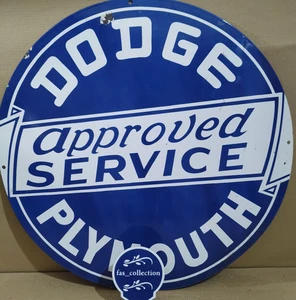 DODGE
approved
SERVICE
PLYMOUTH
fas_collection